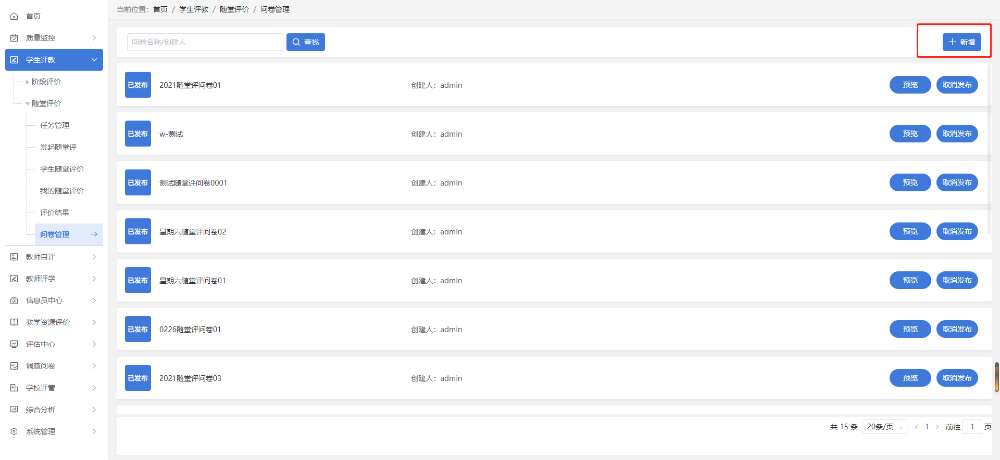 首页
质量监控
学生评教
阶段评价
随堂评价
任务管理
发起随堂评
学生随堂评价
我的随堂评价
评价结果
问卷管理
教师自评
教师评学
信息员中心
教学资源评价
评估中心
调查问卷
学校评管
综合分析
系统管理
当前位置： 首页 / 学生评教 / 随堂评价 / 问卷管理
问卷名称/创建人 查找 新增
已发布 2021随堂评问卷01 创建人：admin 预览 取消发布
已发布 w-测试 创建人：admin 预览 取消发布
已发布 测试随堂评问卷0001 创建人：admin 预览 取消发布
已发布 星期六随堂评问卷02 创建人：admin 预览 取消发布
已发布 星期六随堂评问卷01 创建人：admin 预览 取消发布
已发布 0226随堂评问卷01 创建人：admin 预览 取消发布
已发布 2021随堂评问卷03 创建人：admin 预览 取消发布
共 15 条 20条/页 1 前往 1 页